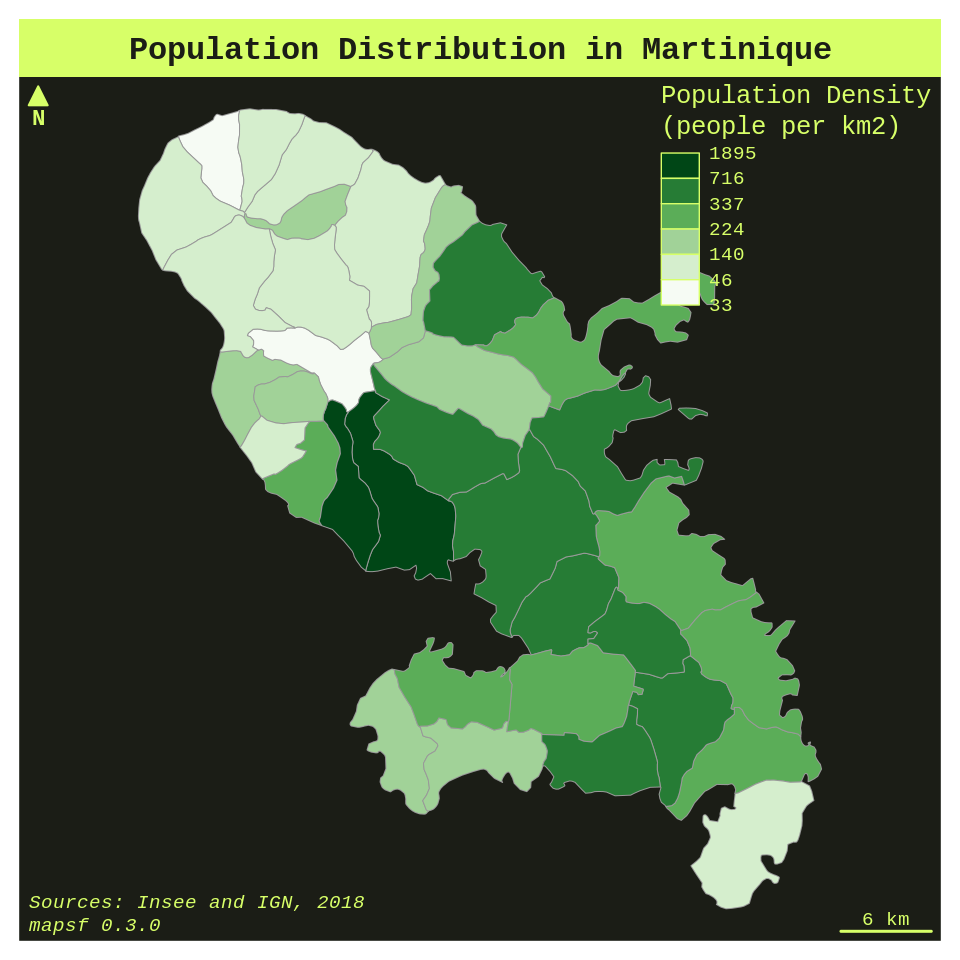 Population Distribution in Martinique
N
Population Density
(people per km2)
1895
716
337
224
140
46
33
Sources: Insee and IGN, 2018
mapsf 0.3.0
6 km